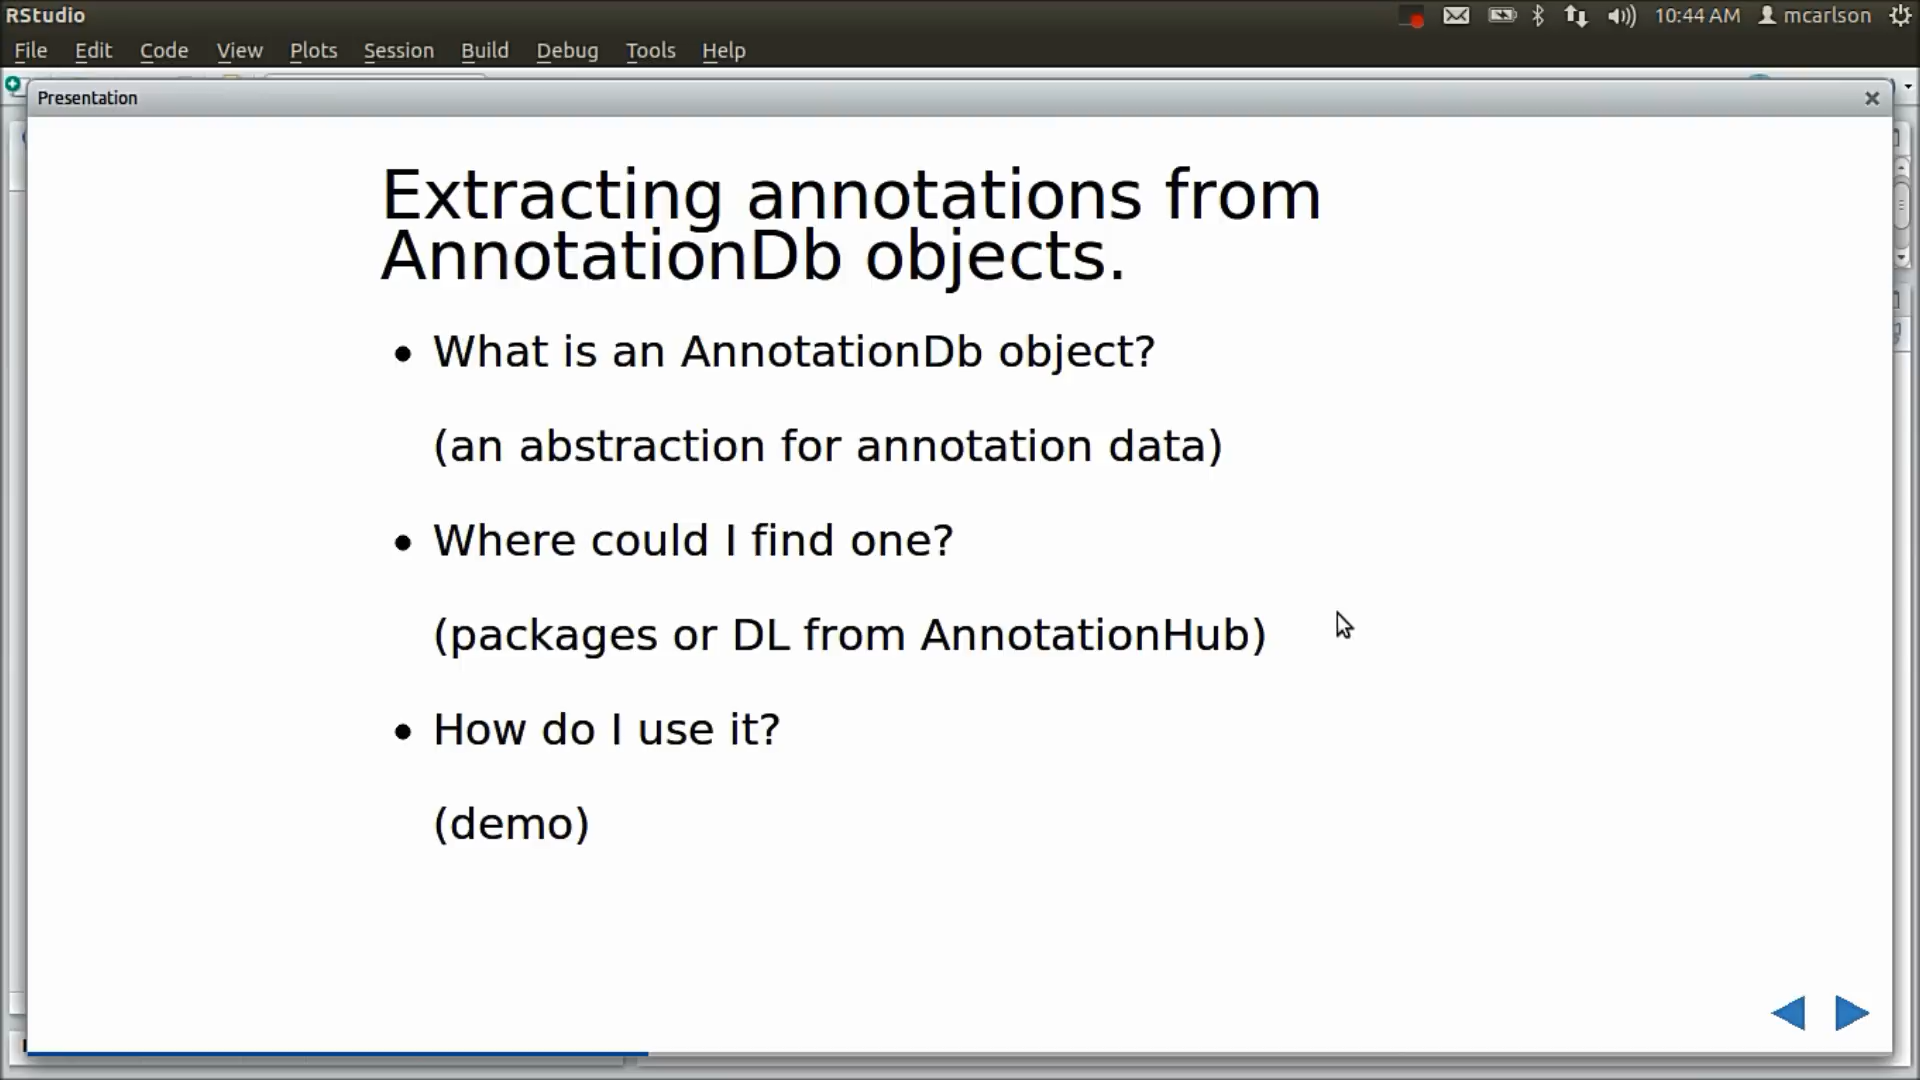 RStudio
10:44 AM mcarlson
File Edit Code View Plots Session Build Debug Tools Help
Presentation
Extracting annotations from
AnnotationDb objects.
• What is an AnnotationDb object?
(an abstraction for annotation data)
• Where could I find one?
(packages or DL from AnnotationHub)
• How do I use it?
(demo)